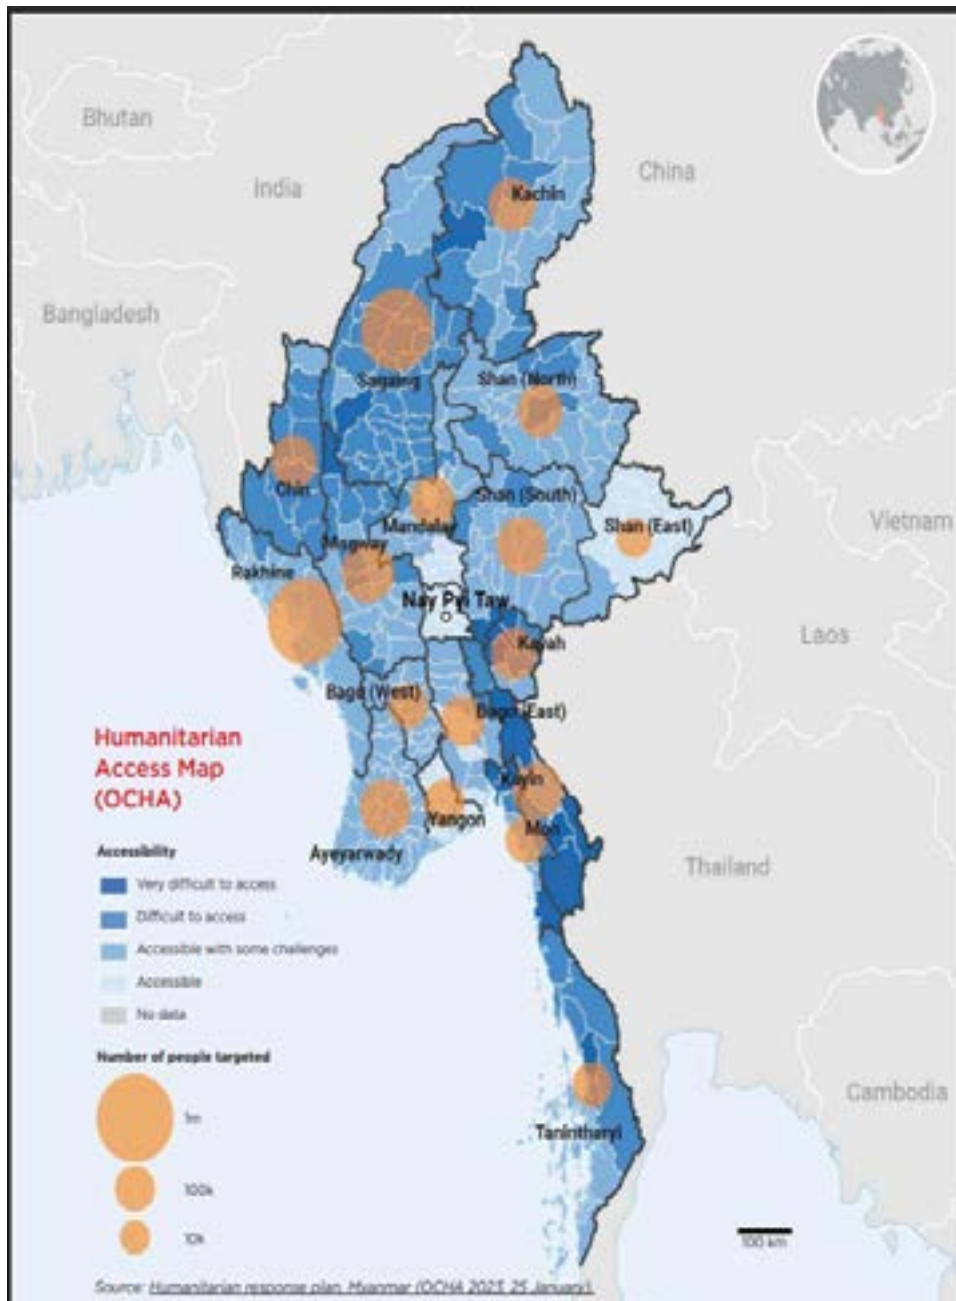 Bhutan
China
India
Kachin
Bangladesh
Sagaing
Shan (North)
Chin
Shan (South)
Mandalay
Shan (East)
Vietnam
Magway
Rakhine
Nay Pyi Taw
Laos
Kayah
Bago (West)
Bago (East)
Humanitarian
Access Map
(OCHA)
Kayin
Yangon
Mon
Ayeyarwady
Thailand
Accessibility
Very difficult to access
Difficult to access
Accessible with some challenges
Accessible
No data
Number of people targeted
1m
100k
10k
Cambodia
Tanintharyi
100 km
Source: Humanitarian response plan, Myanmar (OCHA 2023, 25 January).